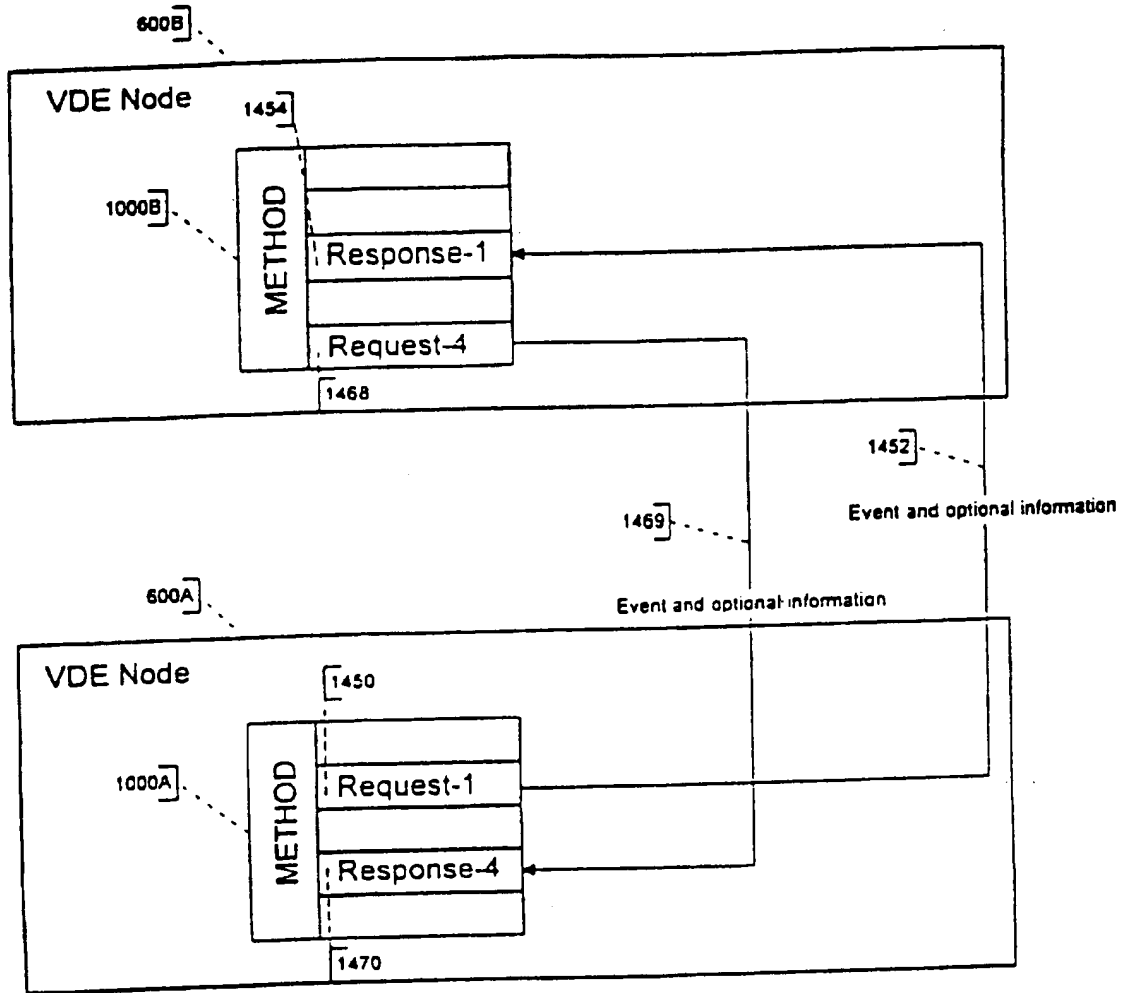 600B
VDE Node
1454
1000B
METHOD
Response-1
Request-4
1468
1452
Event and optional information
1469
Event and optional information
600A
VDE Node
1450
1000A
METHOD
Request-1
Response-4
1470